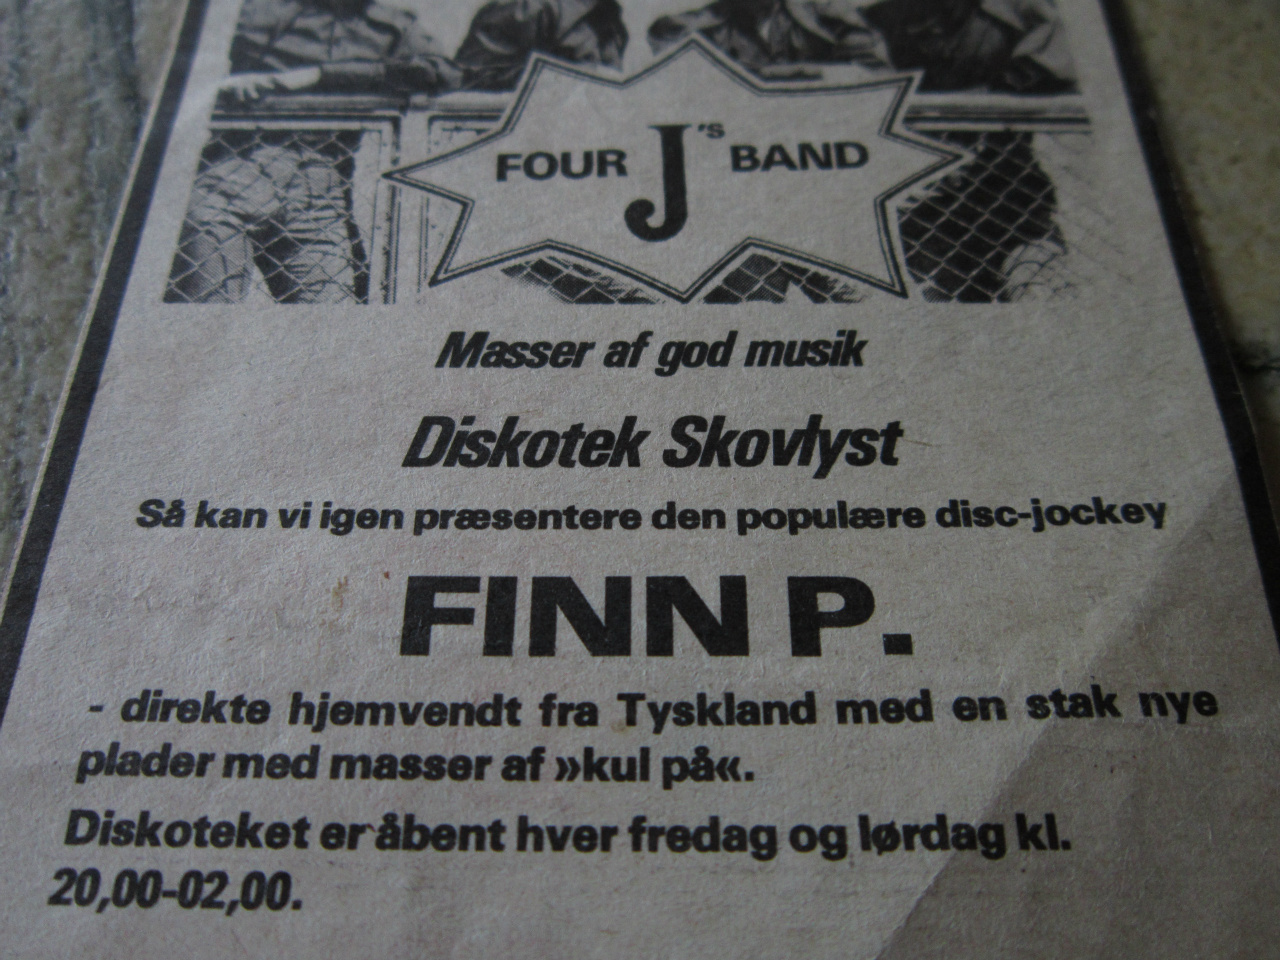 FOUR J's BAND
Masser af god musik
Diskotek Skovlyst
Så kan vi igen præsentere den populære disc-jockey
FINN P.
- direkte hjemvendt fra Tyskland med en stak nye
plader med masser af »kul på«.
Diskoteket er åbent hver fredag og lørdag kl.
20,00-02,00.